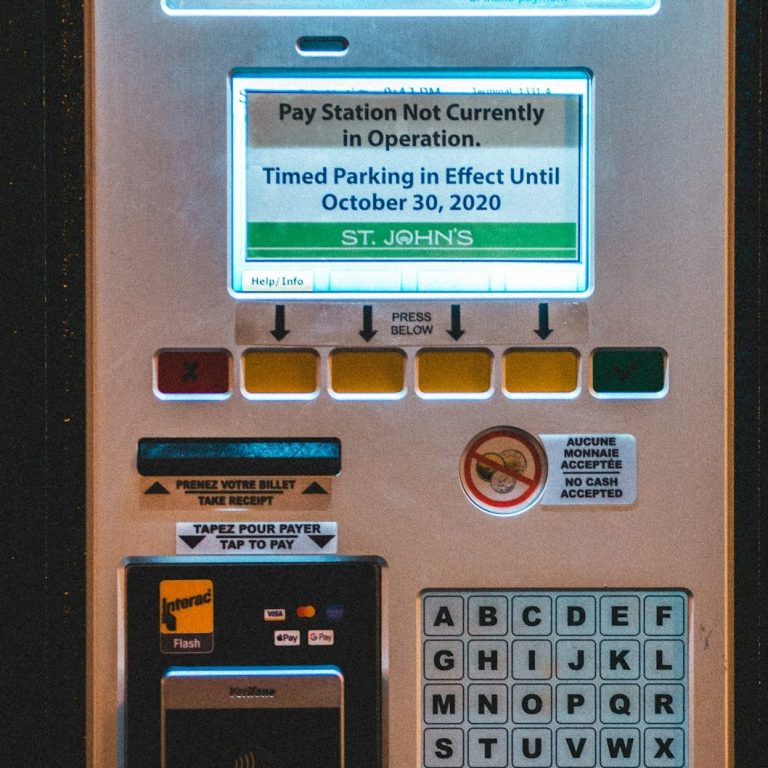 Pay Station Not Currently
in Operation.
Timed Parking in Effect Until
October 30, 2020
ST. JOHN'S
Help/Info
PRESS
BELOW
AUCUNE
MONNAIE
ACCEPTÉE
NO CASH
ACCEPTED
PRENEZ VOTRE BILLET
TAKE RECEIPT
TAPEZ POUR PAYER
TAP TO PAY
Interac
Flash
VISA
Pay
G Pay
Verifone
A B C D E F
G H I J K L
M N O P Q R
S T U V W X